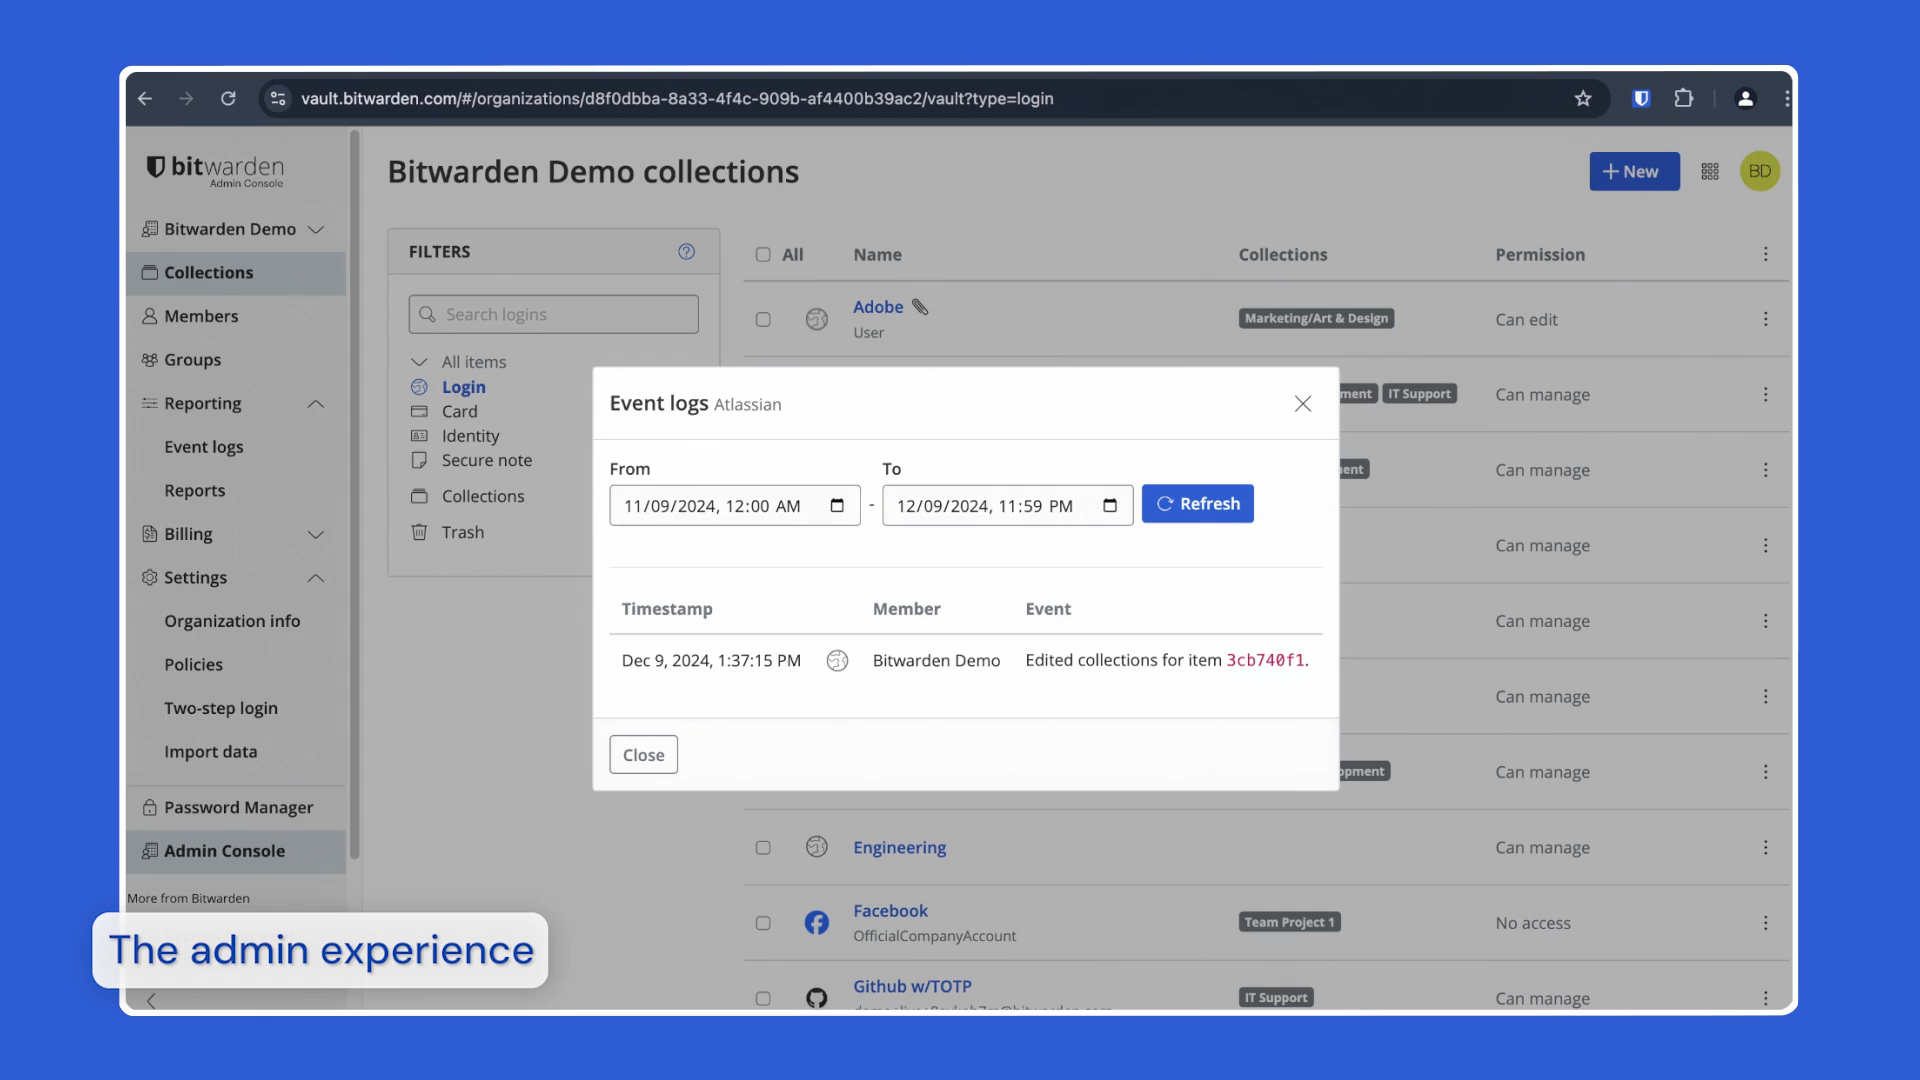 vault.bitwarden.com/#/organizations/d8f0dbba-8a33-4f4c-909b-af4400b39ac2/vault?type=login
bitwarden
Admin Console
Bitwarden Demo
Collections
Members
Groups
Reporting
Event logs
Reports
Billing
Settings
Organization info
Policies
Two-step login
Import data
Password Manager
Admin Console
More from Bitwarden
The admin experience
Bitwarden Demo collections
+ New
BD
FILTERS
Search logins
All items
Login
Card
Identity
Secure note
Collections
Trash
All Name Collections Permission
Adobe
User
Marketing/Art & Design
Can edit
ment IT Support Can manage
ent Can manage
Can manage
Can manage
Can manage
opment Can manage
Engineering
Can manage
Facebook
OfficialCompanyAccount
Team Project 1
No access
Github w/TOTP
IT Support
Can manage
Event logs Atlassian
From To
11/09/2024, 12:00 AM - 12/09/2024, 11:59 PM Refresh
Timestamp Member Event
Dec 9, 2024, 1:37:15 PM Bitwarden Demo Edited collections for item 3cb740f1.
Close